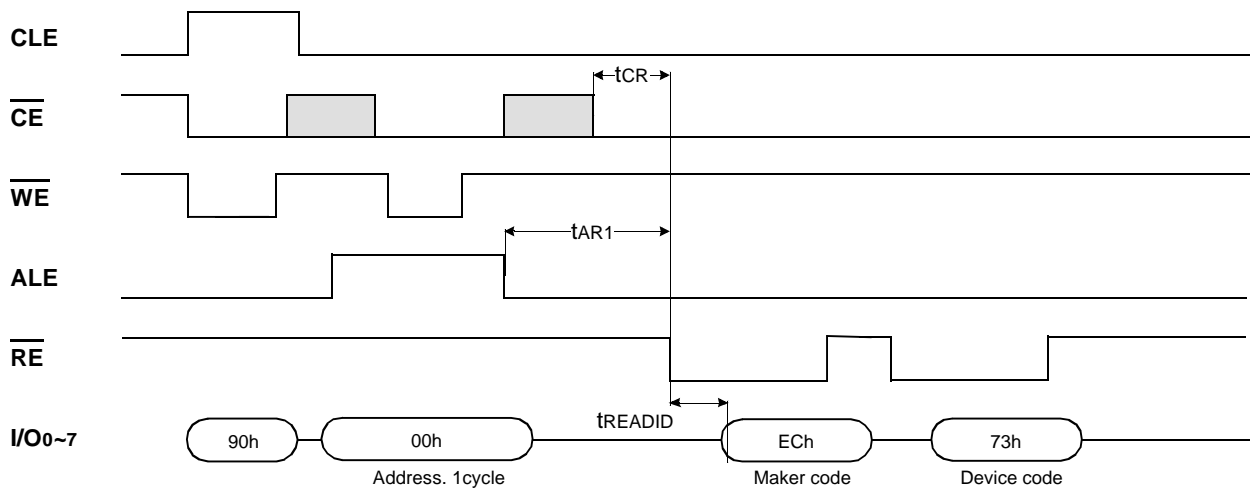 CLE
tCR
CE
WE
tAR1
ALE
RE
tREADID
I/O0~7
90h
00h
ECh
73h
Address. 1cycle
Maker code
Device code